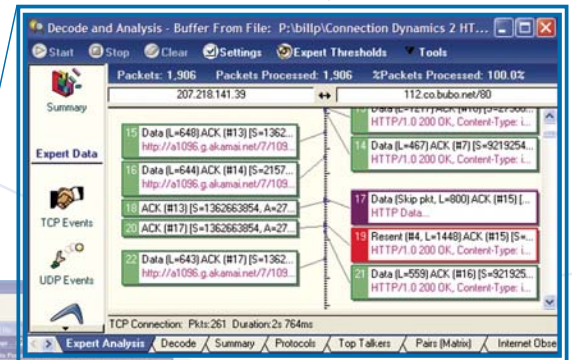 Decode and Analysis - Buffer From File: P:\billp\Connection Dynamics 2 HT...
Start Stop Clear Settings Expert Thresholds Tools
Packets: 1,906 Packets Processed: 1,906 %Packets Processed: 100.0%
207.218.141.39 ↔ 112.co.bubo.net/80
Summary
Expert Data
TCP Events
UDP Events
HTTP/1.0 200 OK, Content-Type: i...
15 Data (L=648) ACK (#13) [S=1362...
http://a1096.g.akamai.net/7/109...
14 Data (L=467) ACK (#7) [S=9219254...
HTTP/1.0 200 OK, Content-Type: i...
16 Data (L=644) ACK (#14) [S=2157...
http://a1096.g.akamai.net/7/109...
17 Data (Skip pkt, L=800) ACK (#15) [...
HTTP Data...
18 ACK (#13) [S=1362663854, A=27...
20 ACK (#17) [S=1362663854, A=27...
19 Resent (#4, L=1448) ACK (#15) [S=...
HTTP/1.0 200 OK, Content-Type: i...
22 Data (L=643) ACK (#17) [S=1362...
http://a1096.g.akamai.net/7/109...
21 Data (L=559) ACK (#16) [S=921925...
HTTP/1.0 200 OK, Content-Type: i...
TCP Connection: Pkts:261 Duration:2s 764ms
Expert Analysis Decode Summary Protocols Top Talkers Pairs (Matrix) Internet Obse